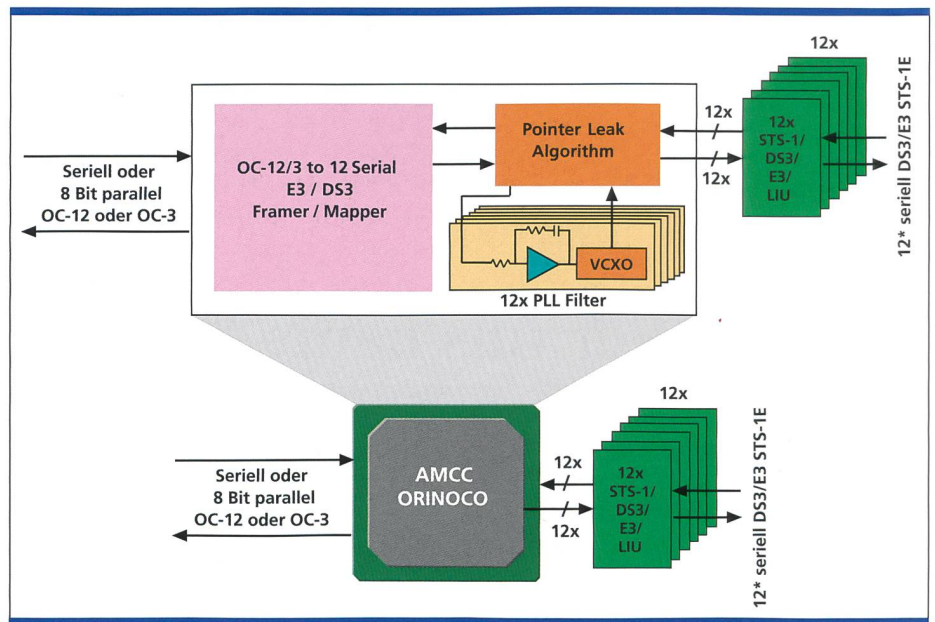 12x
Seriell oder
8 Bit parallel
OC-12 oder OC-3
OC-12/3 to 12 Serial
E3 / DS3
Framer / Mapper
Pointer Leak
Algorithm
VCXO
12x PLL Filter
12x
12x
12x
STS-1/
DS3/
E3/
LIU
12* seriell DS3/E3 STS-1E
12x
Seriell oder
8 Bit parallel
OC-12 oder OC-3
AMCC
ORINOCO
12x
12x
12x
STS-1/
DS3/
E3/
LIU
12* seriell DS3/E3 STS-1E